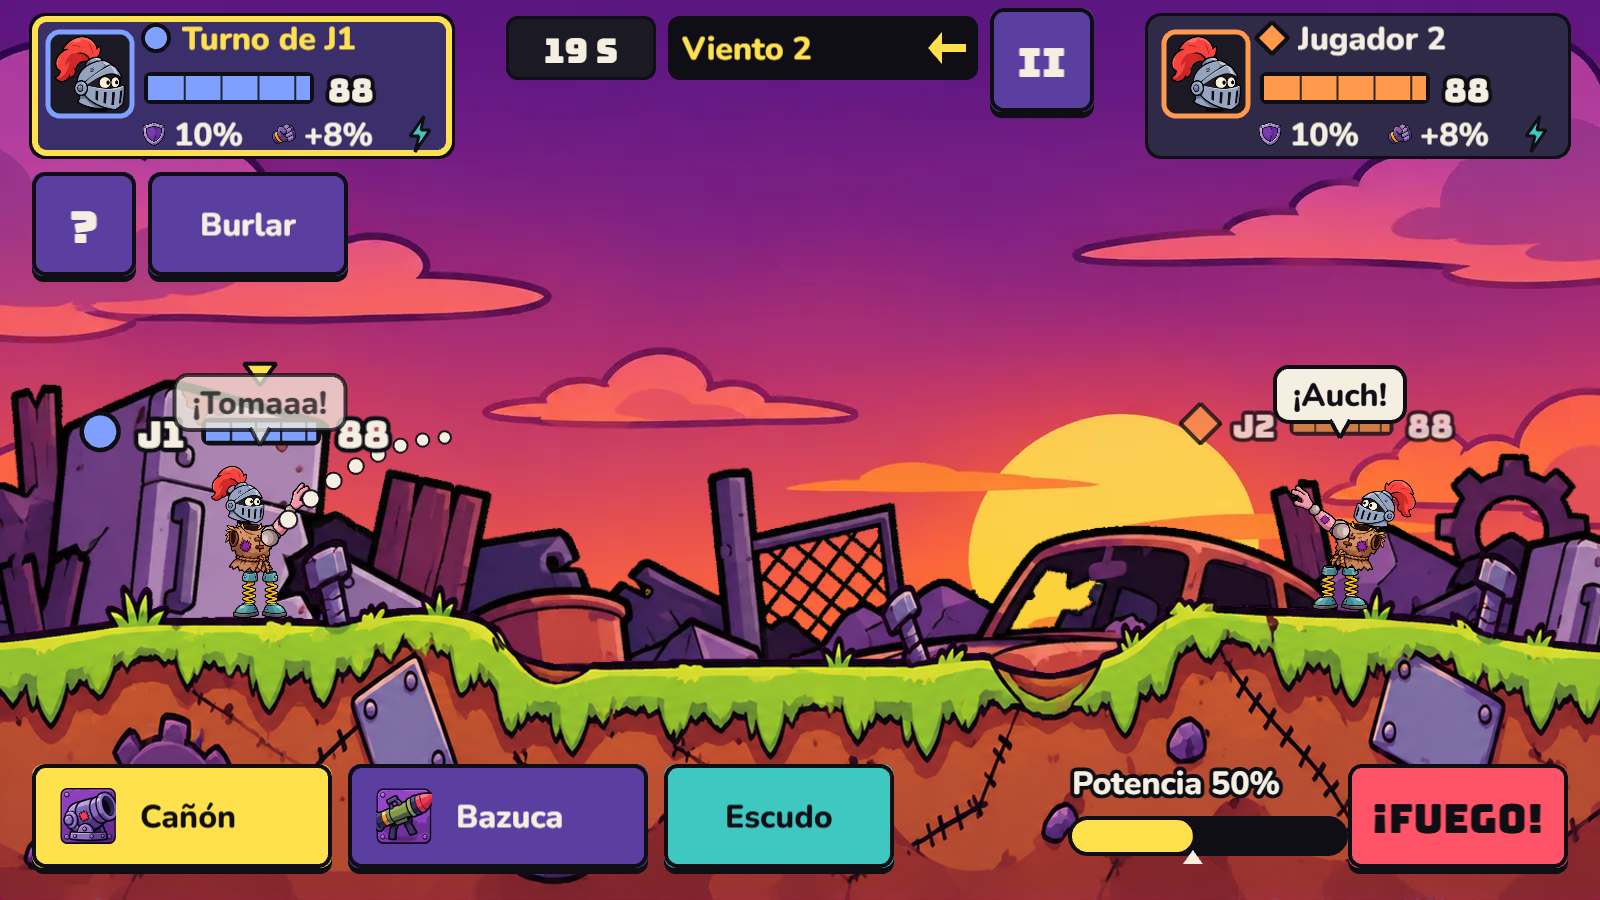 Turno de J1
88
10% +8%
19 S
Viento 2
II
Jugador 2
88
10% +8%
?
Burlar
¡Tomaaa!
J1 88
¡Auch!
J2 88
Cañón
Bazuca
Escudo
Potencia 50%
¡FUEGO!